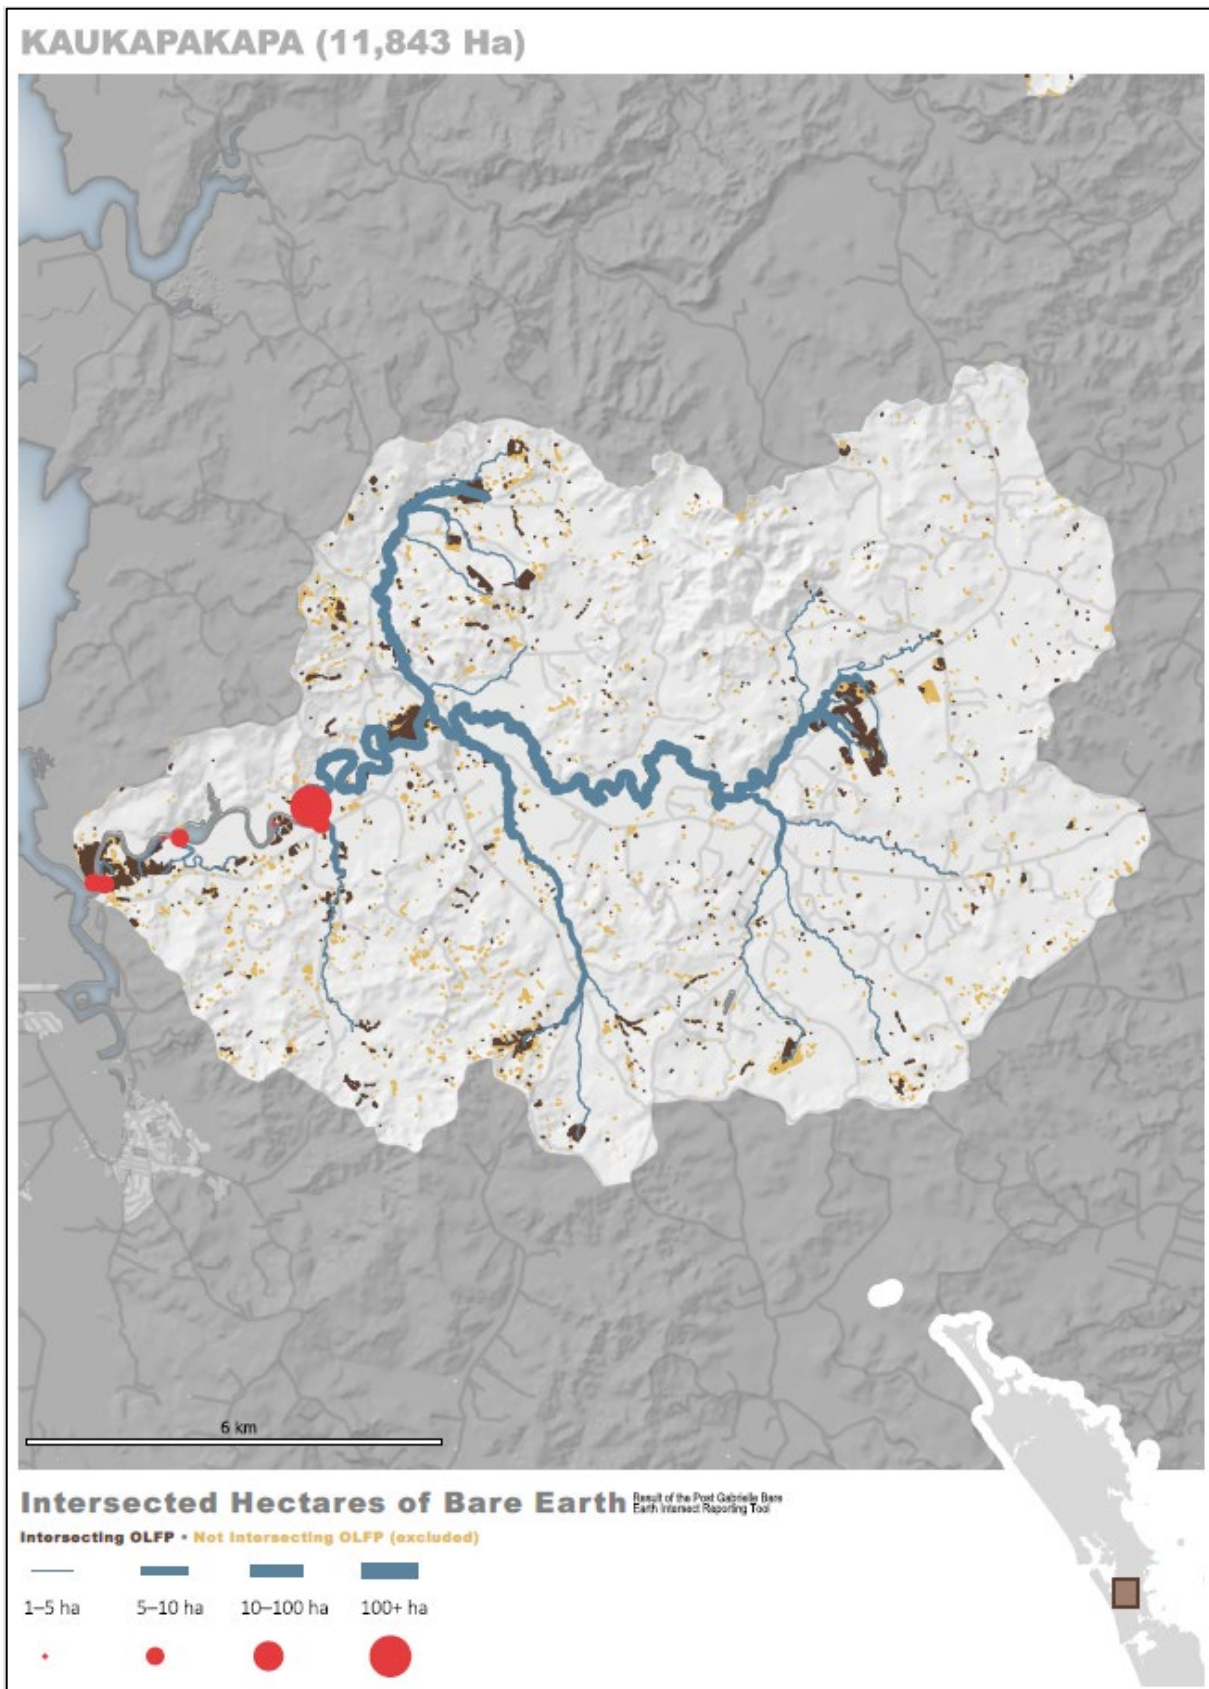 KAUKAPAKAPA (11,843 Ha)
6 km
Intersected Hectares of Bare Earth
Result of the Post Gabrielle Bare
Earth Intersect Reporting Tool
Intersecting OLFP • Not Intersecting OLFP (excluded)
1–5 ha 5–10 ha 10–100 ha 100+ ha